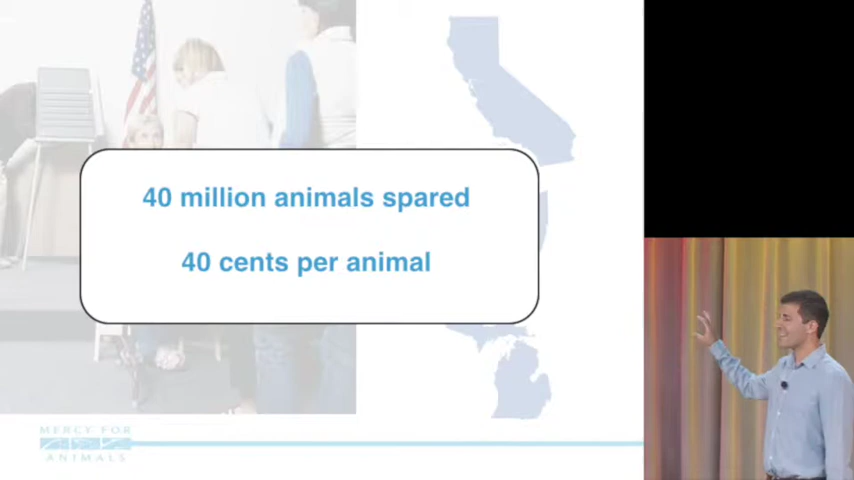 40 million animals spared
40 cents per animal
MERCY FOR
ANIMALS